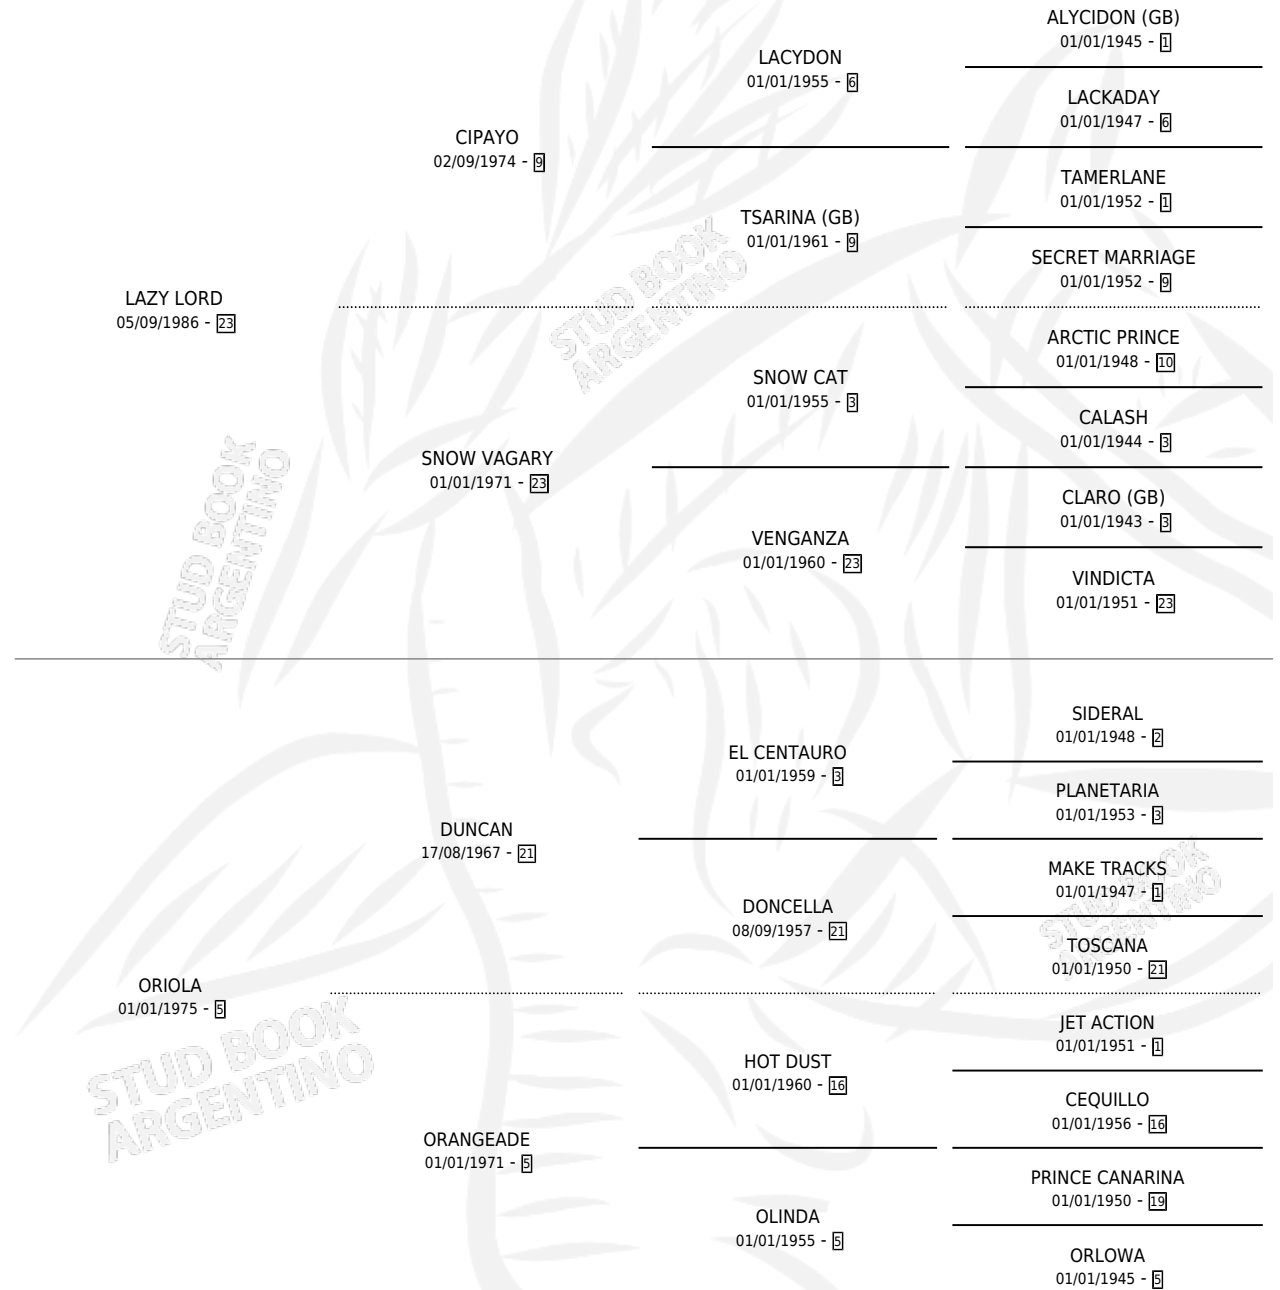 ALYCIDON (GB)
01/01/1945 - 1
LACYDON
01/01/1955 - 6
LACKADAY
01/01/1947 - 6
CIPAYO
02/09/1974 - 9
TAMERLANE
01/01/1952 - 1
TSARINA (GB)
01/01/1961 - 9
SECRET MARRIAGE
01/01/1952 - 9
LAZY LORD
05/09/1986 - 23
STUD BOOK
ARGENTINO
ARCTIC PRINCE
01/01/1948 - 10
SNOW CAT
01/01/1955 - 3
CALASH
01/01/1944 - 3
SNOW VAGARY
01/01/1971 - 23
CLARO (GB)
01/01/1943 - 3
VENGANZA
01/01/1960 - 23
VINDICTA
01/01/1951 - 23
STUD BOOK
ARGENTINO
SIDERAL
01/01/1948 - 2
EL CENTAURO
01/01/1959 - 3
PLANETARIA
01/01/1953 - 3
DUNCAN
17/08/1967 - 21
MAKE TRACKS
01/01/1947 - 1
DONCELLA
08/09/1957 - 21
STUD BOOK
ARGENTINO
TOSCANA
01/01/1950 - 21
ORIOLA
01/01/1975 - 5
JET ACTION
01/01/1951 - 1
HOT DUST
01/01/1960 - 16
STUD BOOK
ARGENTINO
CEQUILLO
01/01/1956 - 16
ORANGEADE
01/01/1971 - 5
PRINCE CANARINA
01/01/1950 - 19
OLINDA
01/01/1955 - 5
ORLOWA
01/01/1945 - 5